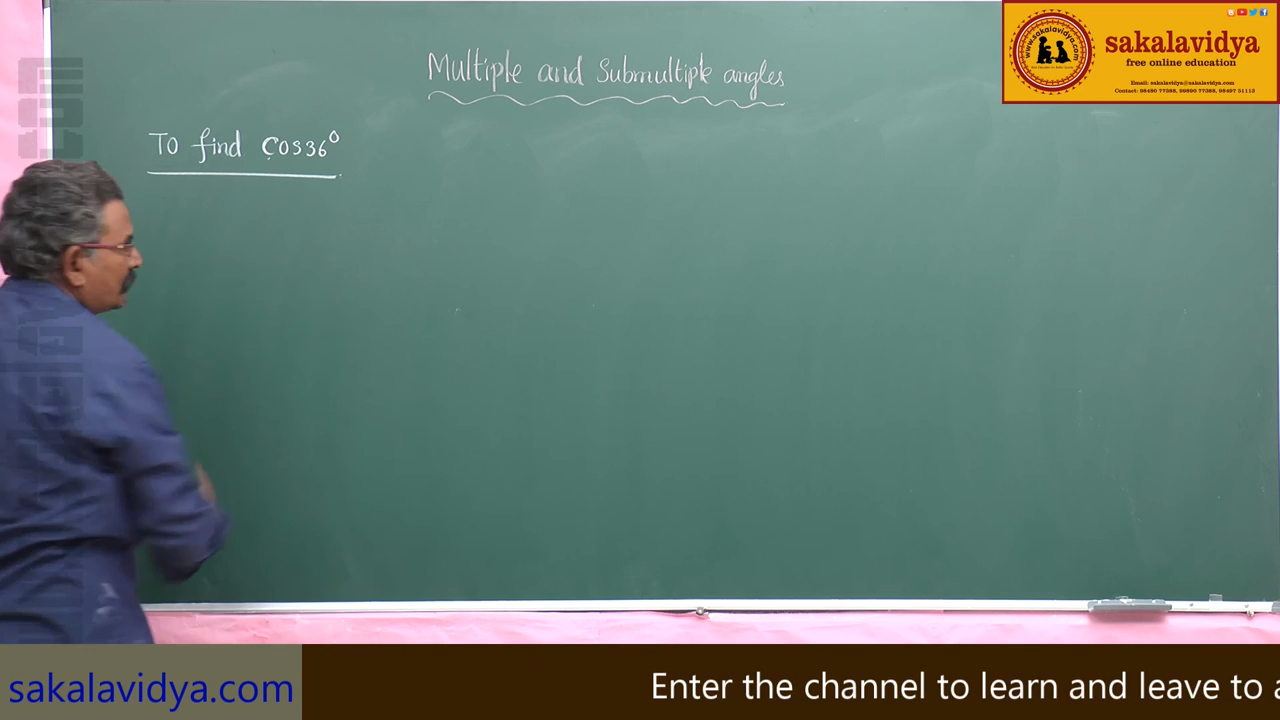 Multiple and Submultiple angles
To find Cos36°
www.sakalavidya.com
sakalavidya
free online education
Email: sakalavidya@sakalavidya.com
sakalavidya.com
Enter the channel to learn and leave to a